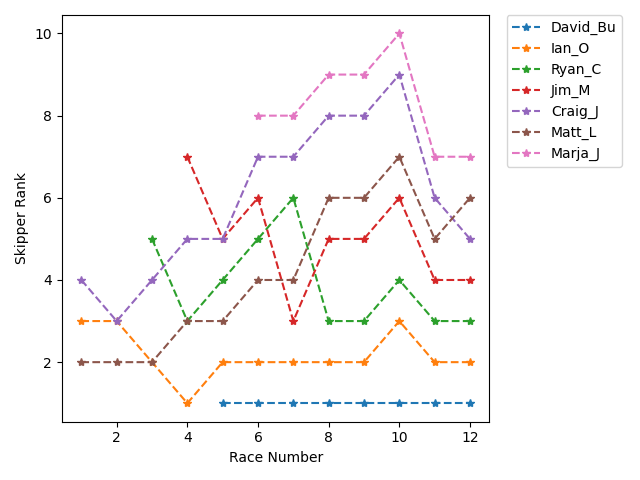 10
8
6
4
2
Skipper Rank
2 4 6 8 10 12
Race Number
David_Bu
Ian_O
Ryan_C
Jim_M
Craig_J
Matt_L
Marja_J